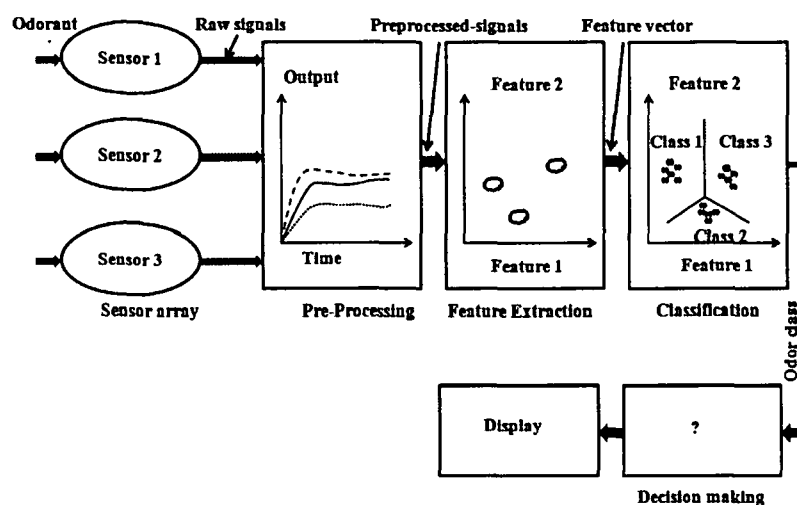 Odorant
Raw signals
Preprocessed-signals
Feature vector
Sensor 1
Sensor 2
Sensor 3
Sensor array
Output
Time
Pre-Processing
Feature 2
Feature 1
Feature Extraction
Feature 2
Class 1
Class 3
Class 2
Feature 1
Classification
Odor class
Display
?
Decision making